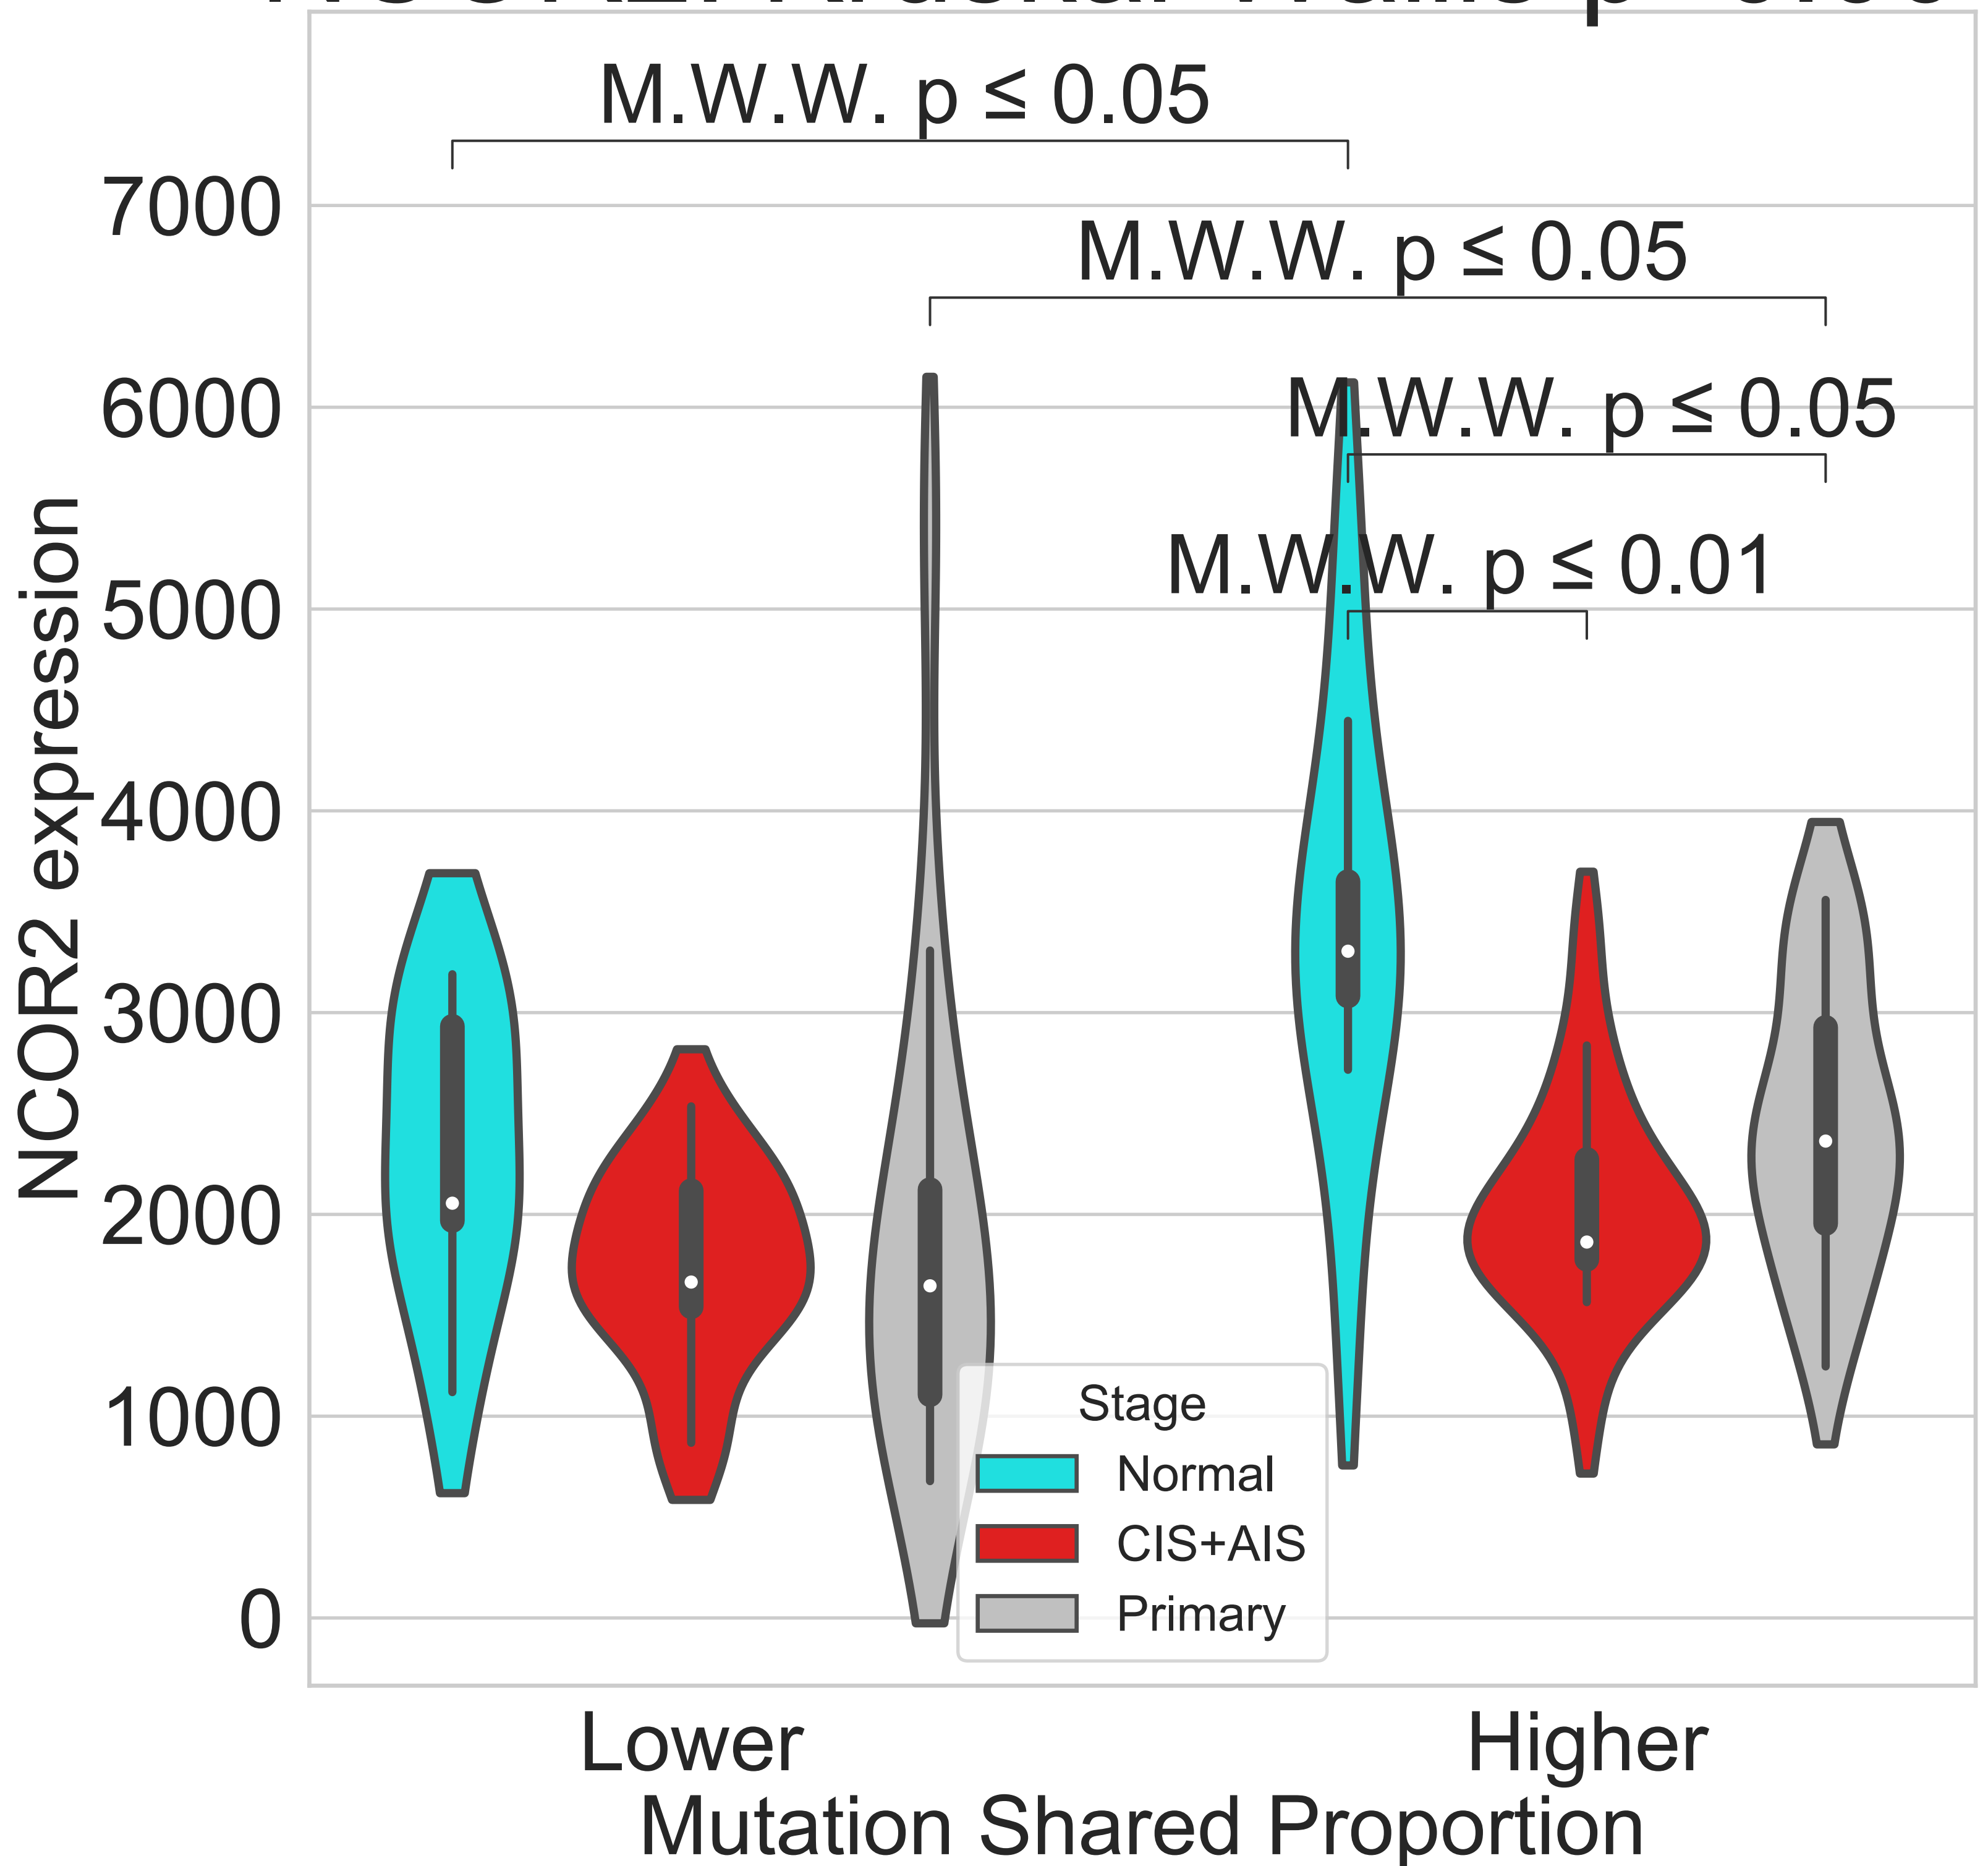 M.W.W. p ≤ 0.05
M.W.W. p ≤ 0.05
M.W.W. p ≤ 0.05
M.W.W. p ≤ 0.01
NCOR2 expression
7000
6000
5000
4000
3000
2000
1000
0
Stage
Normal
CIS+AIS
Primary
Lower
Higher
Mutation Shared Proportion